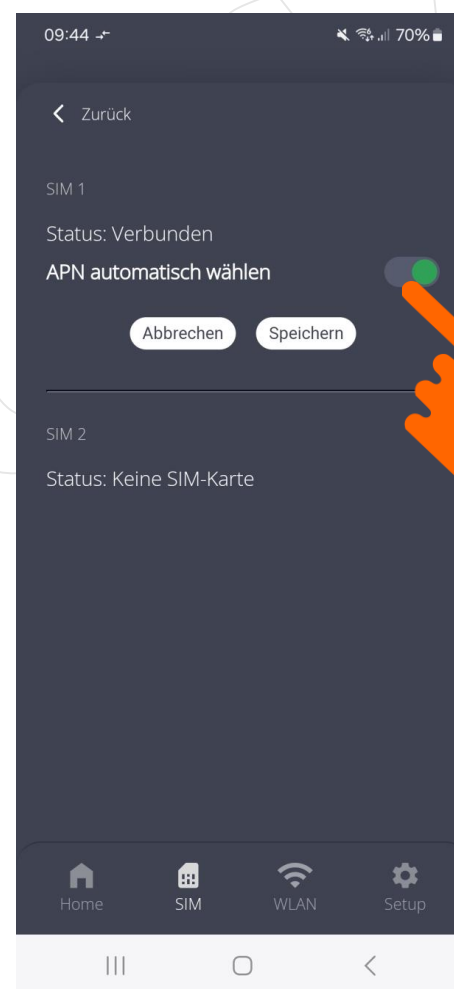 09:44 70%
Zurück
SIM 1
Status: Verbunden
APN automatisch wählen
Abbrechen Speichern
SIM 2
Status: Keine SIM-Karte
Home SIM WLAN Setup